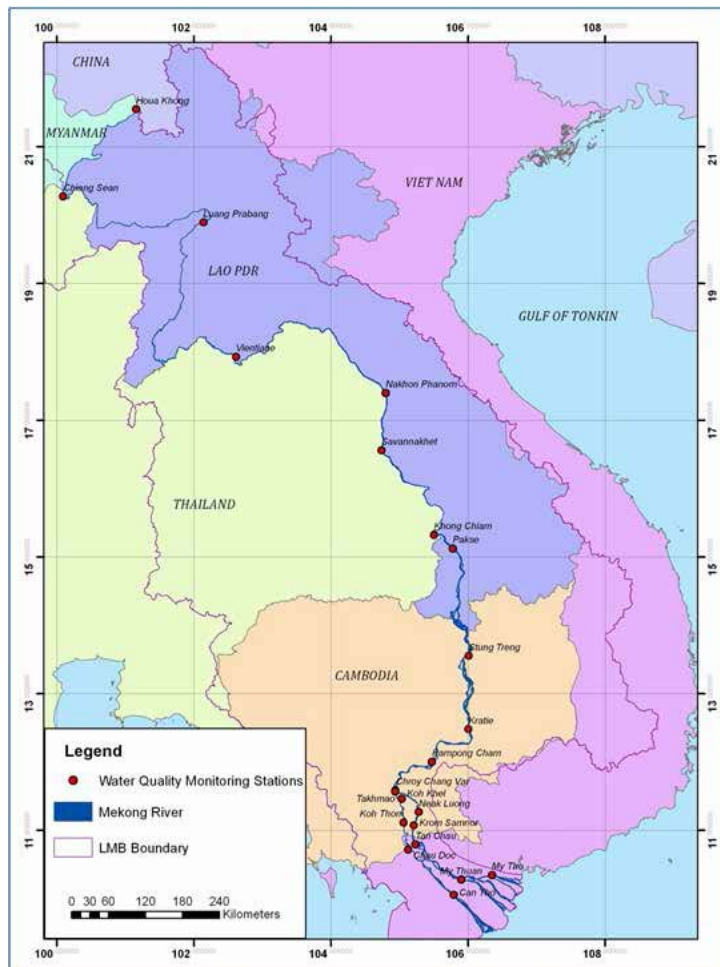 100 102 104 106 108
CHINA
Houa Khong
MYANMAR
21 21
VIET NAM
Chiang Sean
Luang Prabang
LAO PDR
19 19
GULF OF TONKIN
Vientiane
Nakhon Phanom
17 17
Savannakhet
THAILAND
Khong Chiam
Pakse
15 15
Stung Treng
CAMBODIA
13 13
Kratie
Kampong Cham
Chroy Chang Var
Takhmao Koh Khel
Neak Luong
Koh Thom Krom Samnor
11 11
Tan Chau
Chau Doc
My Thuan My Tho
Can Tho
Legend
Water Quality Monitoring Stations
Mekong River
LMB Boundary
0 30 60 120 180 240
Kilometers
100 102 104 106 108